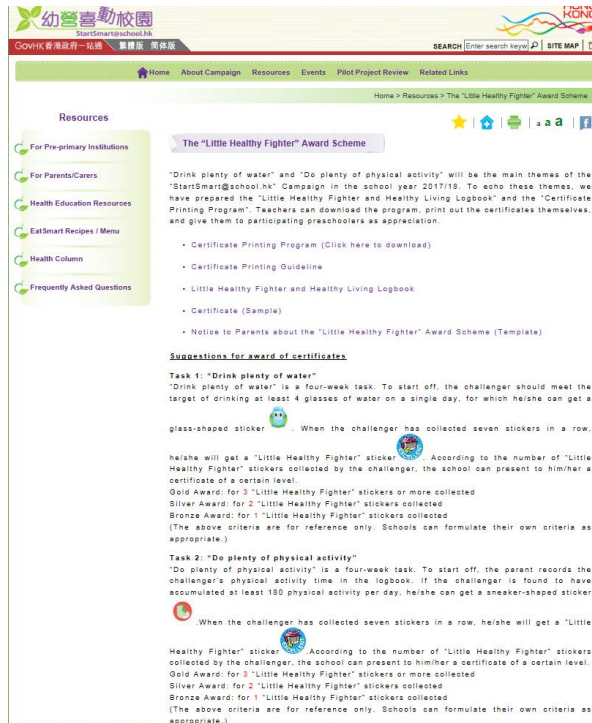 幼營喜動校園
StartSmart@school.hk
HONG
KONG
GovHK 香港政府一站通 繁體版 简体版
SEARCH Enter search keyw SITE MAP
Home About Campaign Resources Events Pilot Project Review Related Links
Home > Resources > The "Little Healthy Fighter" Award Scheme
Resources
a a a
For Pre-primary Institutions
For Parents/Carers
Health Education Resources
EatSmart Recipes / Menu
Health Column
Frequently Asked Questions
The "Little Healthy Fighter" Award Scheme
"Drink plenty of water" and "Do plenty of physical activity" will be the main themes of the
"StartSmart@school.hk" Campaign in the school year 2017/18. To echo these themes, we
have prepared the "Little Healthy Fighter and Healthy Living Logbook" and the "Certificate
Printing Program". Teachers can download the program, print out the certificates themselves,
and give them to participating preschoolers as appreciation.
• Certificate Printing Program (Click here to download)
• Certificate Printing Guideline
• Little Healthy Fighter and Healthy Living Logbook
• Certificate (Sample)
• Notice to Parents about the "Little Healthy Fighter" Award Scheme (Template)
Suggestions for award of certificates
Task 1: "Drink plenty of water"
"Drink plenty of water" is a four-week task. To start off, the challenger should meet the
target of drinking at least 4 glasses of water on a single day, for which he/she can get a
glass-shaped sticker . When the challenger has collected seven stickers in a row,
he/she will get a "Little Healthy Fighter" sticker . According to the number of "Little
Healthy Fighter" stickers collected by the challenger, the school can present to him/her a
certificate of a certain level.
Gold Award: for 3 "Little Healthy Fighter" stickers or more collected
Silver Award: for 2 "Little Healthy Fighter" stickers collected
Bronze Award: for 1 "Little Healthy Fighter" stickers collected
(The above criteria are for reference only. Schools can formulate their own criteria as
appropriate.)
Task 2: "Do plenty of physical activity"
"Do plenty of physical activity" is a four-week task. To start off, the parent records the
challenger's physical activity time in the logbook. If the challenger is found to have
accumulated at least 180 physical activity per day, he/she can get a sneaker-shaped sticker
.When the challenger has collected seven stickers in a row, he/she will get a "Little
Healthy Fighter" sticker .According to the number of "Little Healthy Fighter" stickers
collected by the challenger, the school can present to him/her a certificate of a certain level.
Gold Award: for 3 "Little Healthy Fighter" stickers or more collected
Silver Award: for 2 "Little Healthy Fighter" stickers collected
Bronze Award: for 1 "Little Healthy Fighter" stickers collected
(The above criteria are for reference only. Schools can formulate their own criteria as
appropriate.)